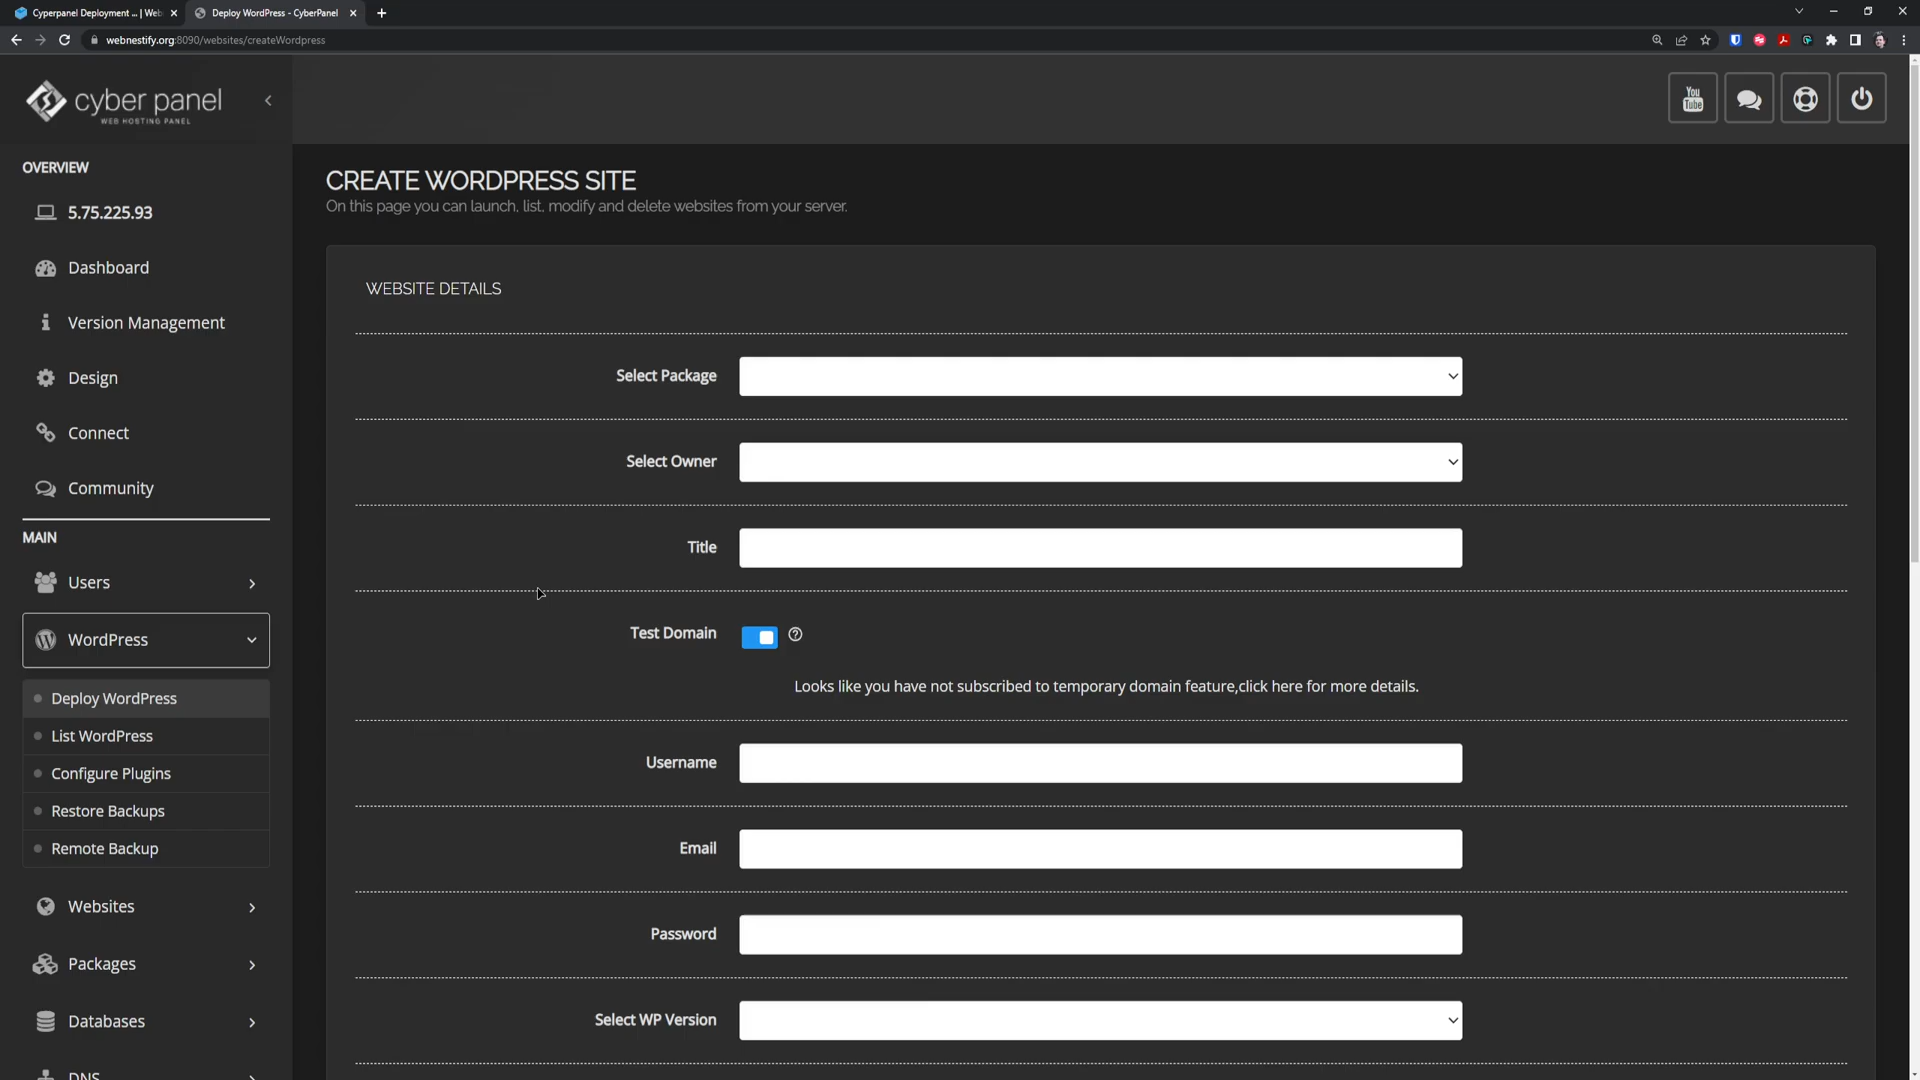 Cyperpanel Deployment ... | Web
Deploy WordPress - CyberPanel
webnestify.org:8090/websites/createWordpress
cyber panel
WEB HOSTING PANEL
You
Tube
OVERVIEW
5.75.225.93
Dashboard
Version Management
Design
Connect
Community
MAIN
Users
WordPress
Deploy WordPress
List WordPress
Configure Plugins
Restore Backups
Remote Backup
Websites
Packages
Databases
DNS
CREATE WORDPRESS SITE
On this page you can launch, list, modify and delete websites from your server.
WEBSITE DETAILS
Select Package
Select Owner
Title
Test Domain
Looks like you have not subscribed to temporary domain feature,click here for more details.
Username
Email
Password
Select WP Version